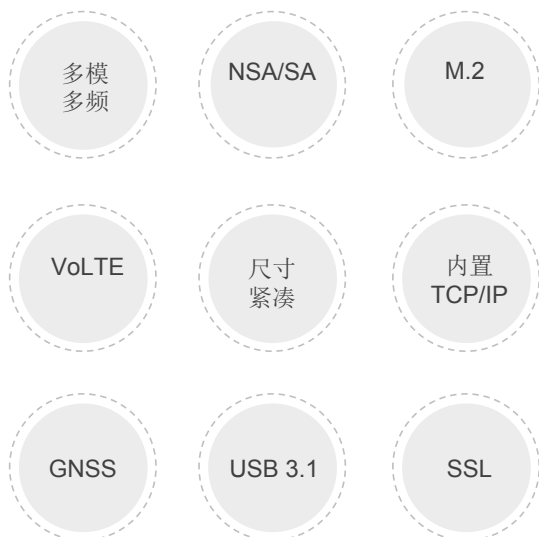 多模
多频
NSA/SA
M.2
VoLTE
尺寸
紧凑
内置
TCP/IP
GNSS
USB 3.1
SSL